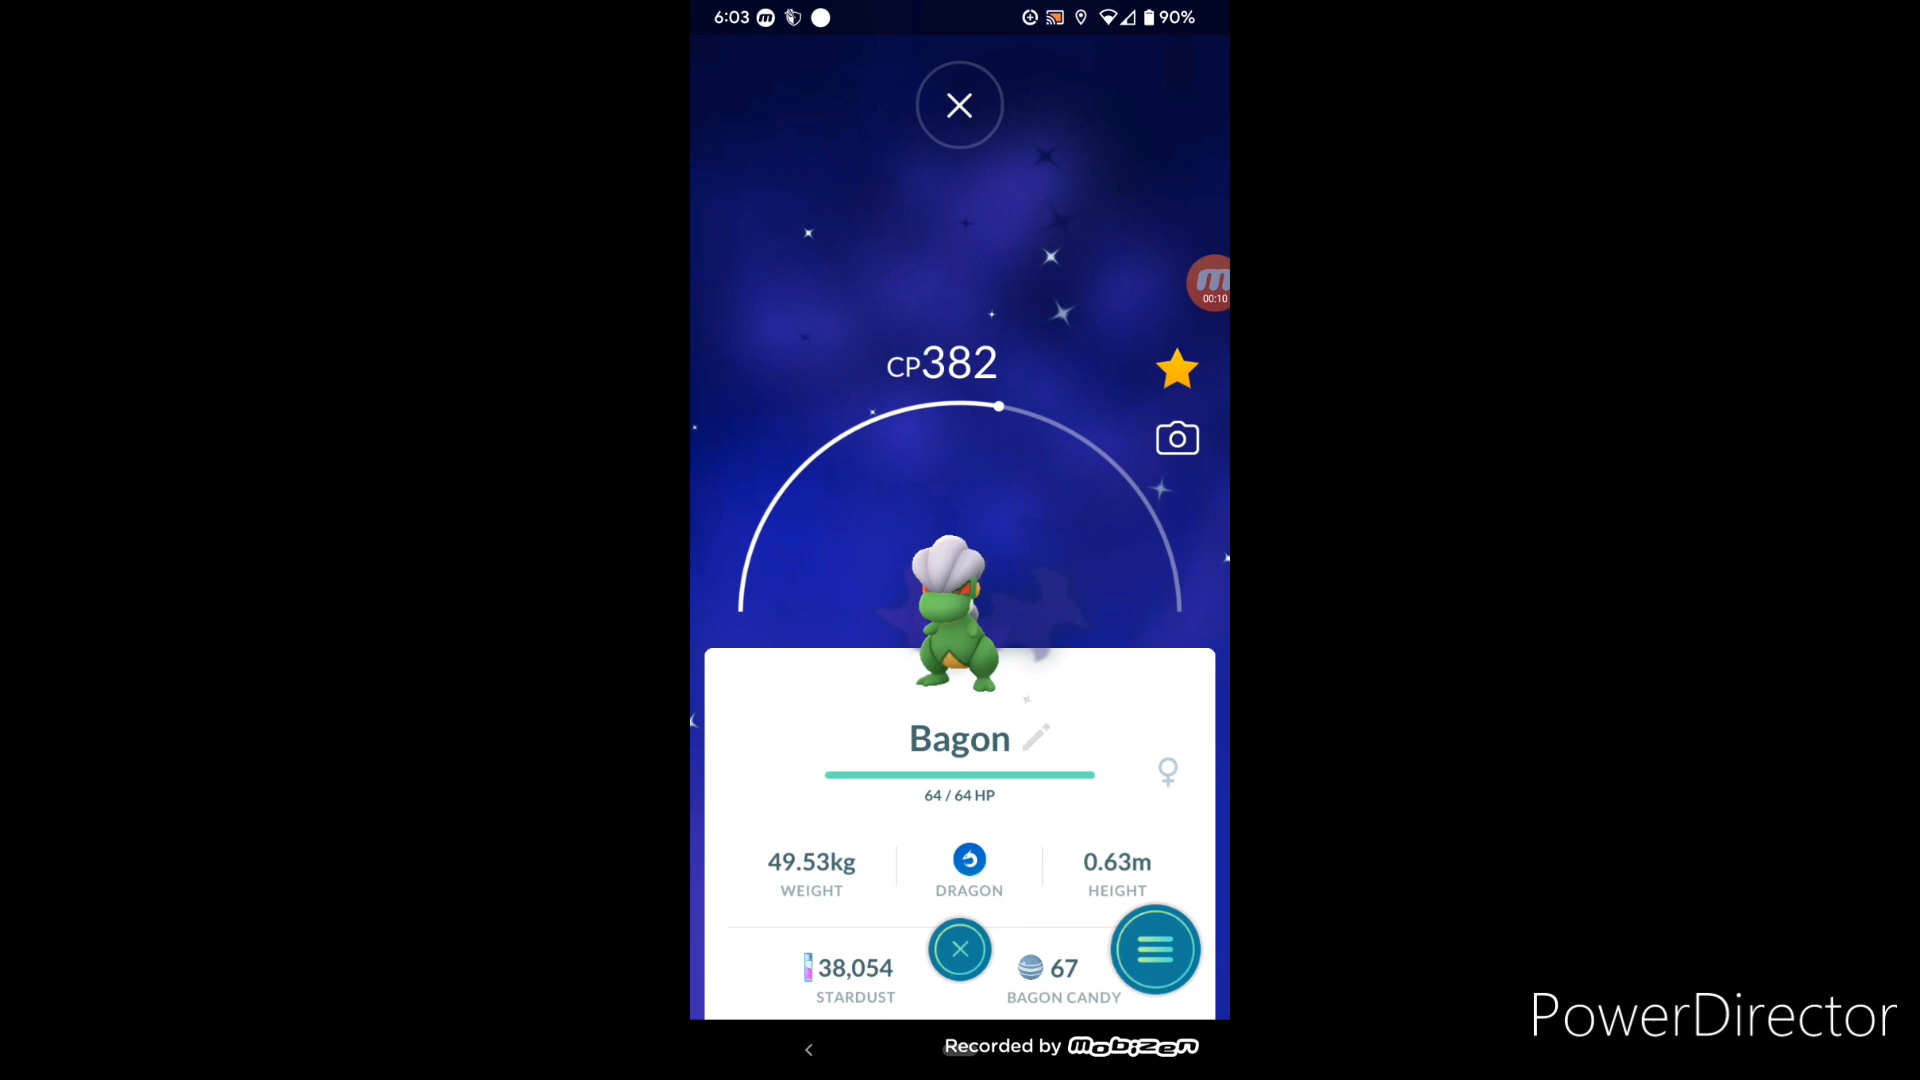 6:03
90%
00:10
CP382
Bagon
64 / 64 HP
49.53kg
WEIGHT
DRAGON
0.63m
HEIGHT
38,054
STARDUST
67
BAGON CANDY
Recorded by Mobizen
PowerDirector